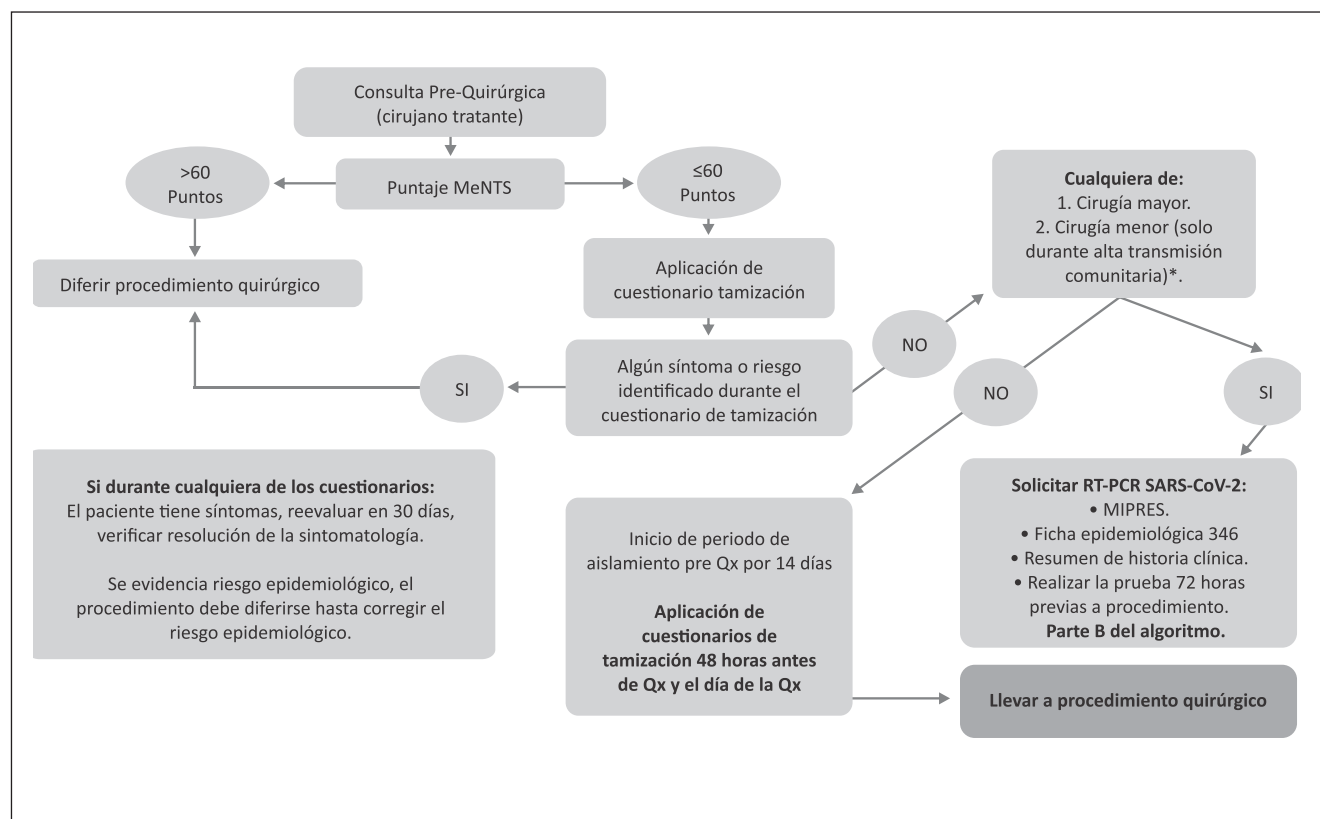 Consulta Pre-Quirúrgica
(cirujano tratante)
>60
Puntos
Puntaje MeNTS
≤60
Puntos
Diferir procedimiento quirúrgico
Aplicación de
cuestionario tamización
Algún síntoma o riesgo
identificado durante el
cuestionario de tamización
SI
NO
Cualquiera de:
1. Cirugía mayor.
2. Cirugía menor (solo
durante alta transmisión
comunitaria)*.
NO
SI
Si durante cualquiera de los cuestionarios:
El paciente tiene síntomas, reevaluar en 30 días,
verificar resolución de la sintomatología.
Se evidencia riesgo epidemiológico, el
procedimiento debe diferirse hasta corregir el
riesgo epidemiológico.
Inicio de periodo de
aislamiento pre Qx por 14 días
Aplicación de
cuestionarios de
tamización 48 horas antes
de Qx y el día de la Qx
Solicitar RT-PCR SARS-CoV-2:
• MIPRES.
• Ficha epidemiológica 346
• Resumen de historia clínica.
• Realizar la prueba 72 horas
previas a procedimiento.
Parte B del algoritmo.
Llevar a procedimiento quirúrgico